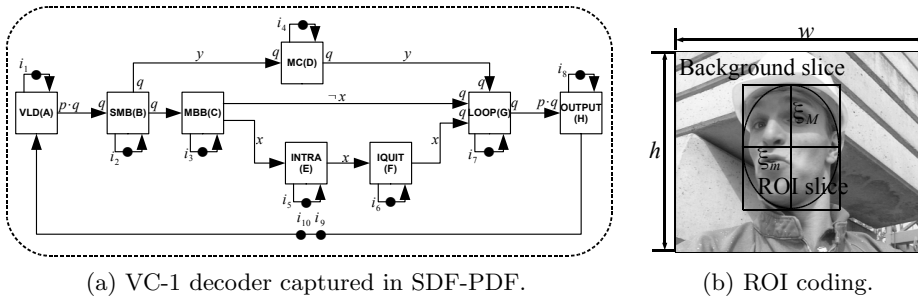 i1
VLD(A)
p·q
q
SMB(B)
i2
q
y
q
MC(D)
i4
q
y
q
q
MBB(C)
i3
¬x
q
x
INTRA
(E)
i5
x
IQUIT
(F)
i6
x
q
LOOP(G)
i7
q
p·q
OUTPUT
(H)
i8
i10 i9
(a) VC-1 decoder captured in SDF-PDF.
w
h
Background slice
ξM
ξm
ROI slice
(b) ROI coding.